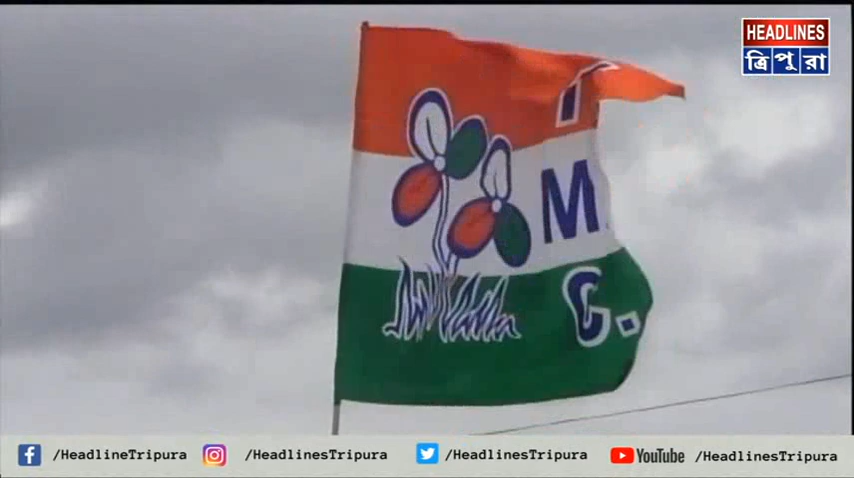 HEADLINES
ত্রিপুরা
T
M.
C.
/HeadlineTripura
/HeadlinesTripura
/HeadlinesTripura
YouTube /HeadlinesTripura